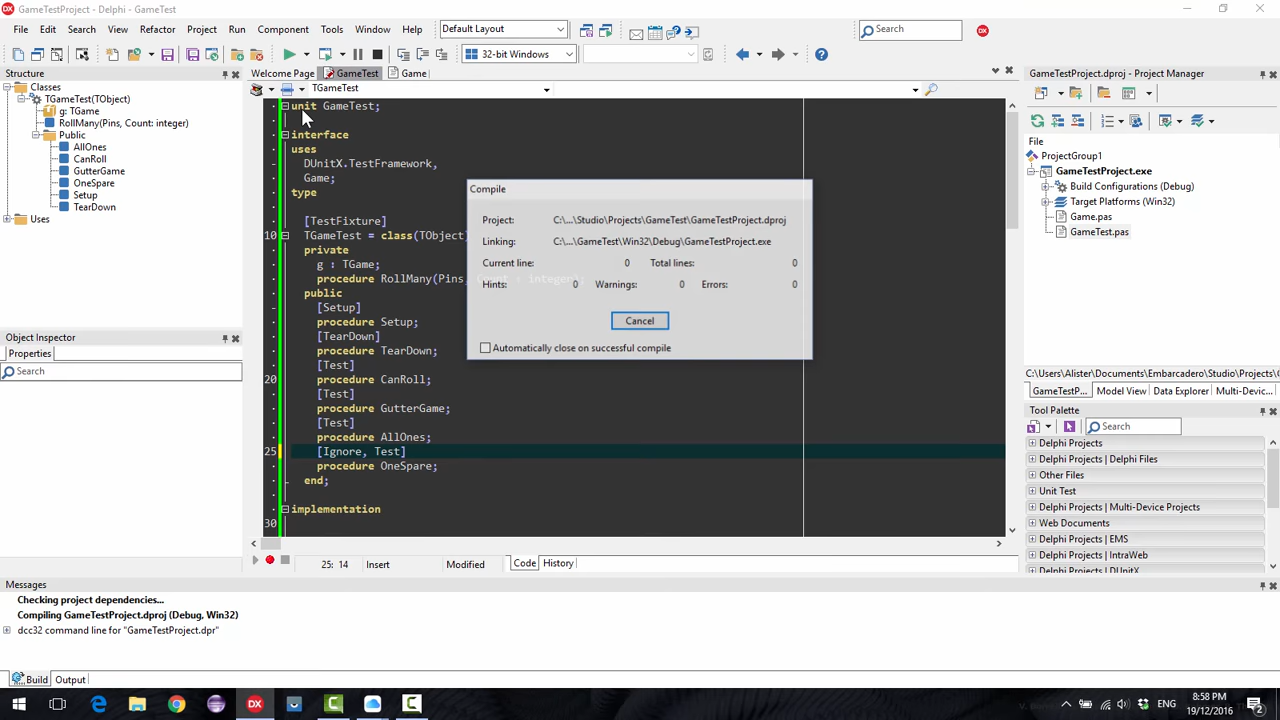 GameTestProject - Delphi - GameTest
File Edit Search View Refactor Project Run Component Tools Window Help
Default Layout
Search
32-bit Windows
Structure
Classes
TGameTest(TObject)
g: TGame
RollMany(Pins, Count: integer)
Public
AllOnes
CanRoll
GutterGame
OneSpare
Setup
TearDown
Uses
Object Inspector
Properties
Search
Welcome Page GameTest Game
TGameTest
unit GameTest;
interface
uses
DUnitX.TestFramework,
Game;
type
[TestFixture]
10 TGameTest = class(TObject)
private
g : TGame;
procedure RollMany(Pins, Count : integer);
public
[Setup]
procedure Setup;
[TearDown]
procedure TearDown;
[Test]
20 procedure CanRoll;
[Test]
procedure GutterGame;
[Test]
procedure AllOnes;
25 [Ignore, Test]
procedure OneSpare;
end;
implementation
30
25: 14 Insert Modified Code History
Compile
Project: C:\...\Studio\Projects\GameTest\GameTestProject.dproj
Linking: C:\...\GameTest\Win32\Debug\GameTestProject.exe
Current line: 0 Total lines: 0
Hints: 0 Warnings: 0 Errors: 0
Cancel
Automatically close on successful compile
GameTestProject.dproj - Project Manager
File
ProjectGroup1
GameTestProject.exe
Build Configurations (Debug)
Target Platforms (Win32)
Game.pas
GameTest.pas
C:\Users\Alister\Documents\Embarcadero\Studio\Projects\G
GameTestP... Model View Data Explorer Multi-Devic...
Tool Palette
Search
Delphi Projects
Delphi Projects | Delphi Files
Other Files
Unit Test
Delphi Projects | Multi-Device Projects
Web Documents
Delphi Projects | EMS
Delphi Projects | IntraWeb
Delphi Projects | DUnitX
Messages
Checking project dependencies...
Compiling GameTestProject.dproj (Debug, Win32)
dcc32 command line for "GameTestProject.dpr"
Build Output
DX
ENG
8:58 PM
19/12/2016
2